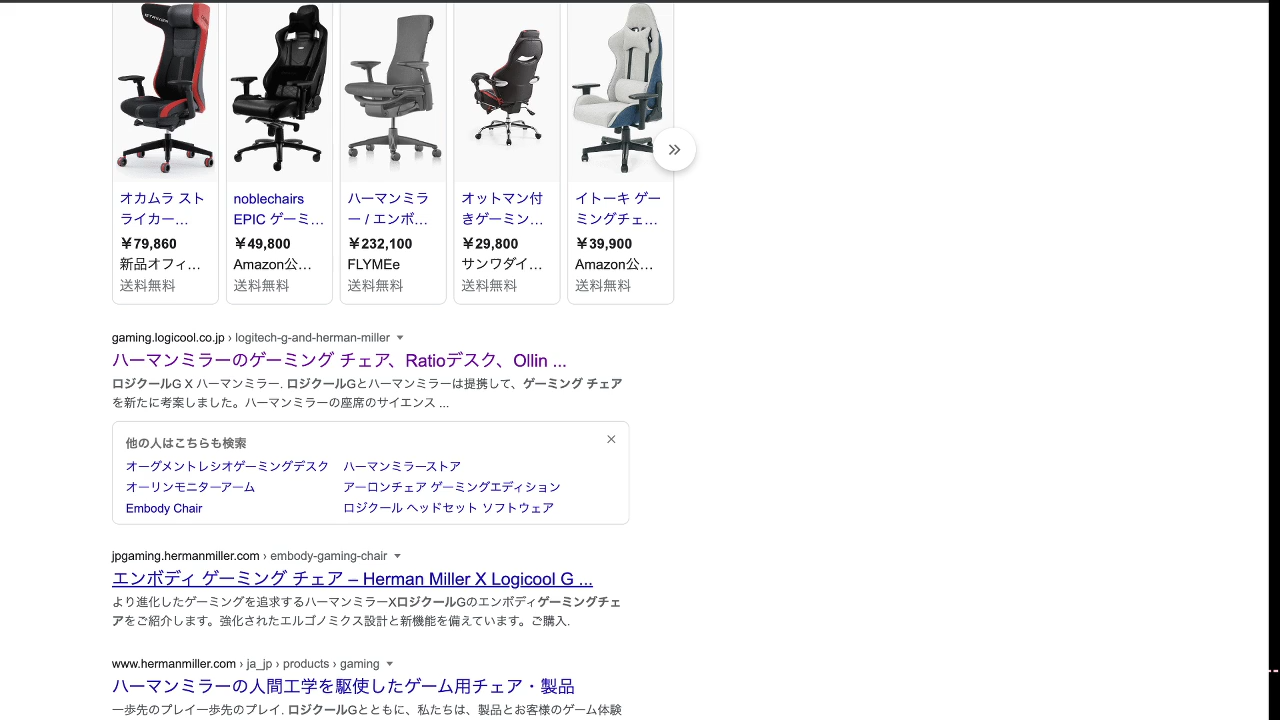 オカムラ スト
ライカー…
￥79,860
新品オフィ…
送料無料
noblechairs
EPIC ゲーミ…
￥49,800
Amazon公…
送料無料
ハーマンミラ
ー / エンボ…
￥232,100
FLYMEe
送料無料
オットマン付
きゲーミン…
￥29,800
サンワダイ…
送料無料
イトーキ ゲー
ミングチェ…
￥39,900
Amazon公…
送料無料
gaming.logicool.co.jp › logitech-g-and-herman-miller
ハーマンミラーのゲーミング チェア、Ratioデスク、Ollin ...
ロジクールG X ハーマンミラー. ロジクールGとハーマンミラーは提携して、ゲーミング チェア
を新たに考案しました。ハーマンミラーの座席のサイエンス ...
他の人はこちらも検索
オーグメントレシオゲーミングデスク ハーマンミラーストア
オーリンモニターアーム アーロンチェア ゲーミングエディション
Embody Chair ロジクール ヘッドセット ソフトウェア
jpgaming.hermanmiller.com › embody-gaming-chair
エンボディ ゲーミング チェア – Herman Miller X Logicool G ...
より進化したゲーミングを追求するハーマンミラーXロジクールGのエンボディゲーミングチェ
アをご紹介します。強化されたエルゴノミクス設計と新機能を備えています。ご購入.
www.hermanmiller.com › ja_jp › products › gaming
ハーマンミラーの人間工学を駆使したゲーム用チェア・製品
一歩先のプレイ一歩先のプレイ. ロジクールGとともに、私たちは、製品とお客様のゲーム体験